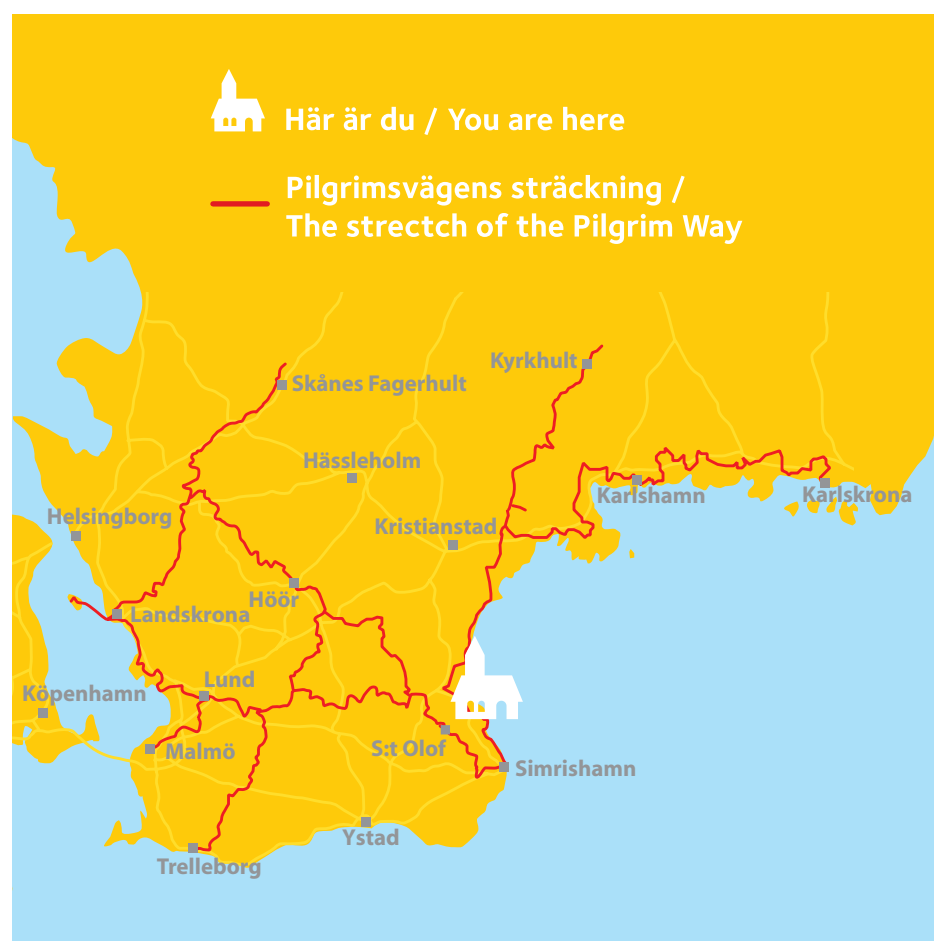 Här är du / You are here
Pilgrimsvägens sträckning /
The strectch of the Pilgrim Way
Kyrkhult
Skånes Fagerhult
Hässleholm
Karlshamn
Karlskrona
Helsingborg
Kristianstad
Höör
Landskrona
Lund
Köpenhamn
Malmö
S:t Olof
Simrishamn
Ystad
Trelleborg